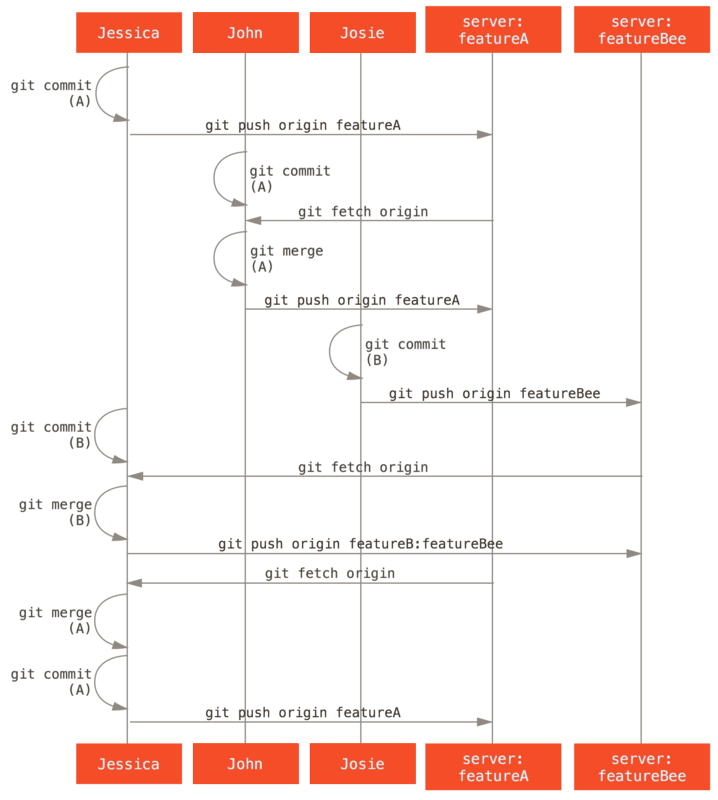 Jessica
John
Josie
server:
featureA
server:
featureBee
git commit
(A)
git push origin featureA
git commit
(A)
git fetch origin
git merge
(A)
git push origin featureA
git commit
(B)
git push origin featureBee
git commit
(B)
git fetch origin
git merge
(B)
git push origin featureB:featureBee
git fetch origin
git merge
(A)
git commit
(A)
git push origin featureA
Jessica
John
Josie
server:
featureA
server:
featureBee